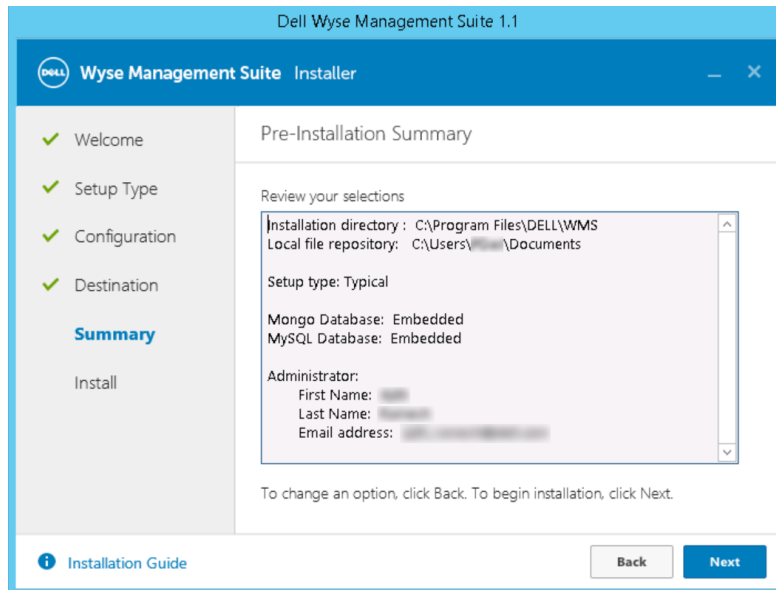 Dell Wyse Management Suite 1.1
DELL Wyse Management Suite Installer
Welcome
Setup Type
Configuration
Destination
Summary
Install
Pre-Installation Summary
Review your selections
Installation directory : C:\Program Files\DELL\WMS
Local file repository: C:\Users\ \Documents
Setup type: Typical
Mongo Database: Embedded
MySQL Database: Embedded
Administrator:
First Name:
Last Name:
Email address:
To change an option, click Back. To begin installation, click Next.
Installation Guide
Back
Next